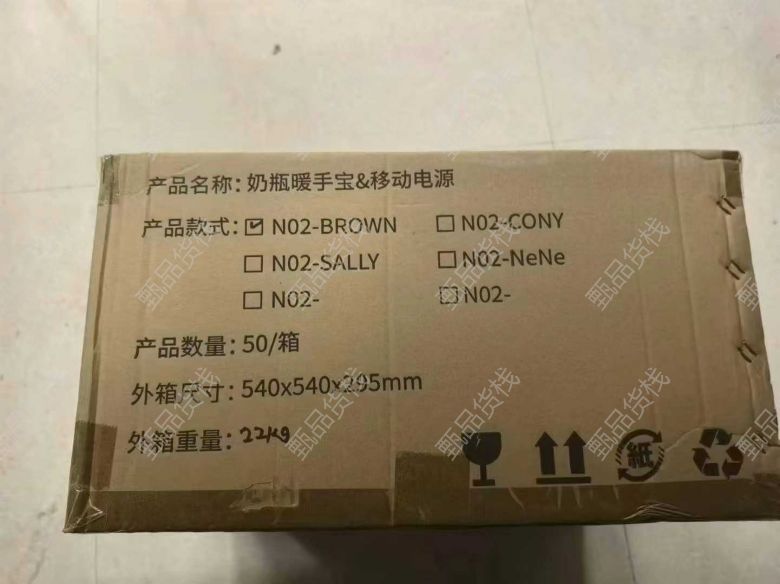 产品名称：奶瓶暖手宝&移动电源
产品款式：☑ N02-BROWN ☐ N02-CONY
☐ N02-SALLY ☐ N02-NeNe
☐ N02- ☐ N02-
产品数量：50/箱
外箱尺寸：540x540x295mm
外箱重量：22Kg
紙
甄品货栈